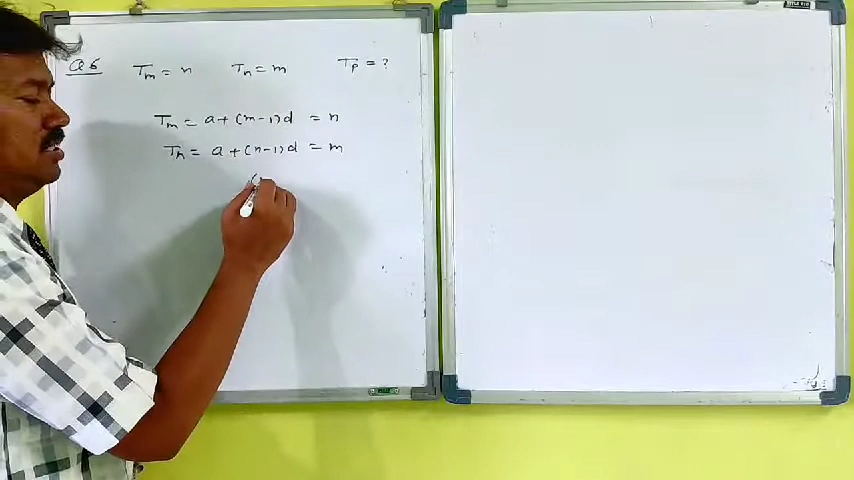 Q6 Tm = n Tn = m Tp = ?
Tm = a + (m-1)d = n
Tn = a + (n-1)d = m
(